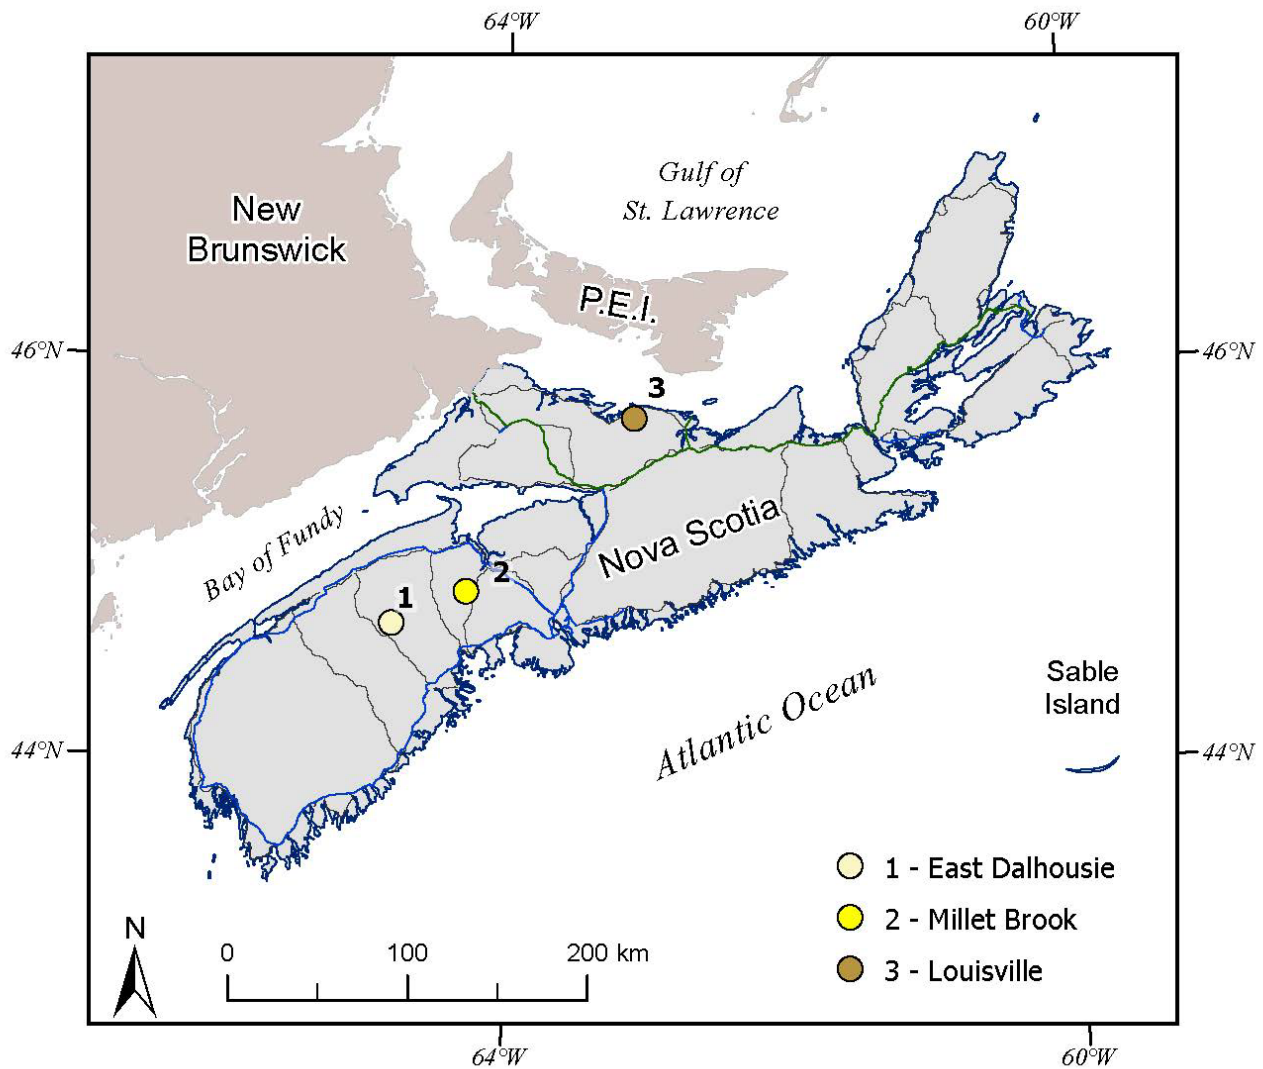 64°W
60°W
Gulf of
St. Lawrence
New
Brunswick
P.E.I.
46°N
46°N
3
Nova Scotia
Bay of Fundy
2
1
Sable
Island
Atlantic Ocean
44°N
44°N
1 - East Dalhousie
2 - Millet Brook
3 - Louisville
N
0
100
200 km
64°W
60°W